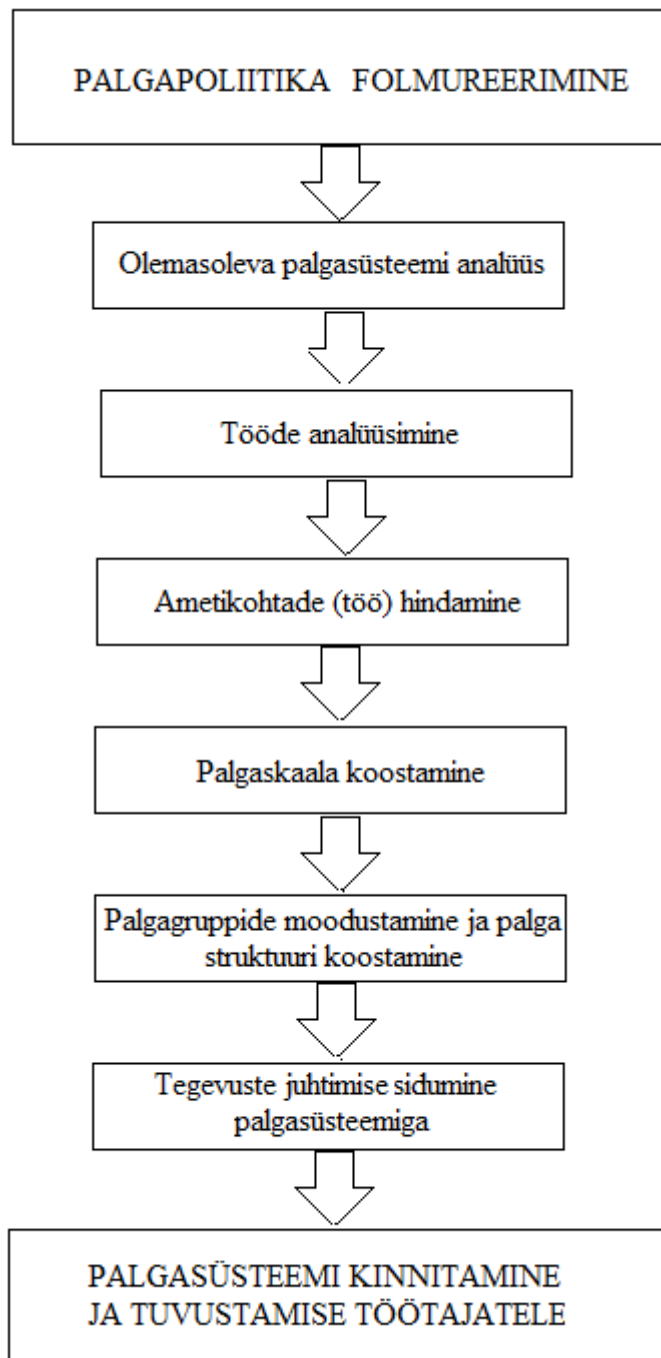 PALGAPOLIITIKA FOLMUREERIMINE
Olemasoleva palgasüsteemi analüüs
Tööde analüüsimine
Ametikohtade (töö) hindamine
Palgaskaala koostamine
Palgagruppide moodustamine ja palga
struktuuri koostamine
Tegevuste juhtimise sidumine
palgasüsteemiga
PALGASÜSTEEMI KINNITAMINE
JA TUVUSTAMISE TÖÖTAJATELE